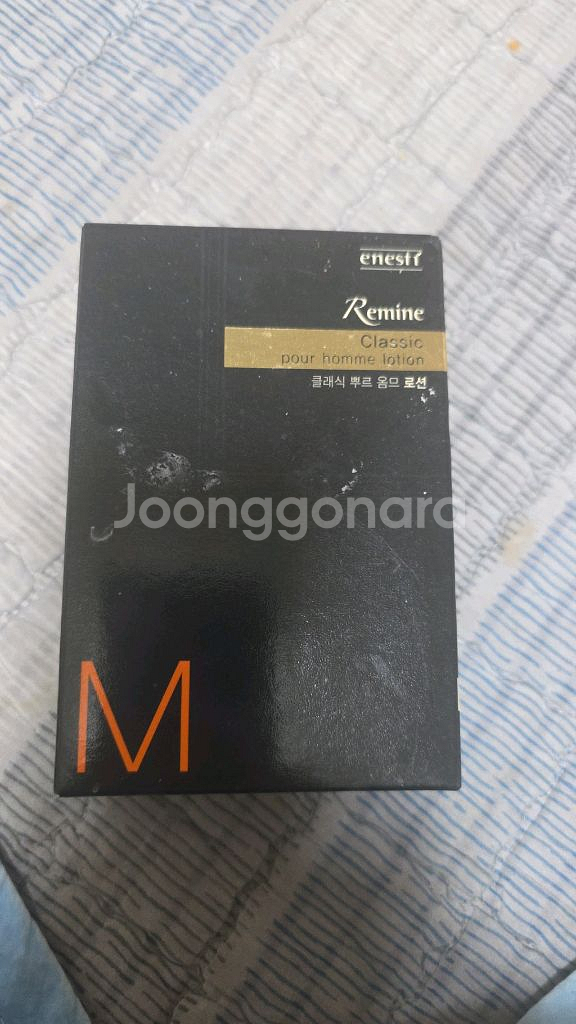 enesti
Remine
Classic
pour homme lotion
클래식 뿌르 옴므 로션
Joonggonara
M